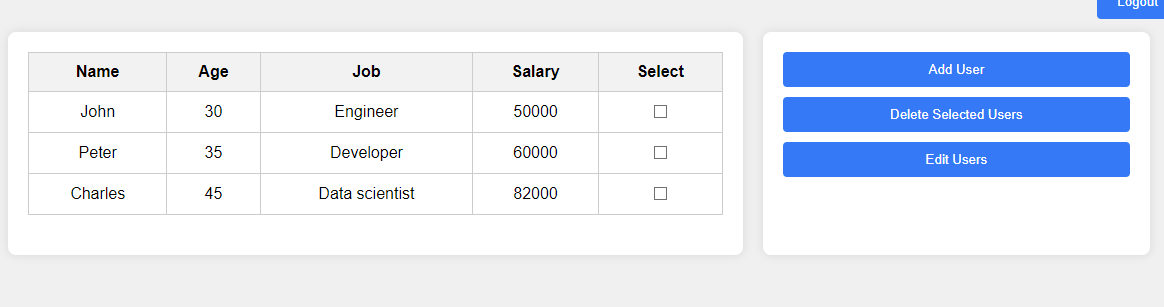 Logout
Name Age Job Salary Select
John 30 Engineer 50000
Peter 35 Developer 60000
Charles 45 Data scientist 82000
Add User
Delete Selected Users
Edit Users